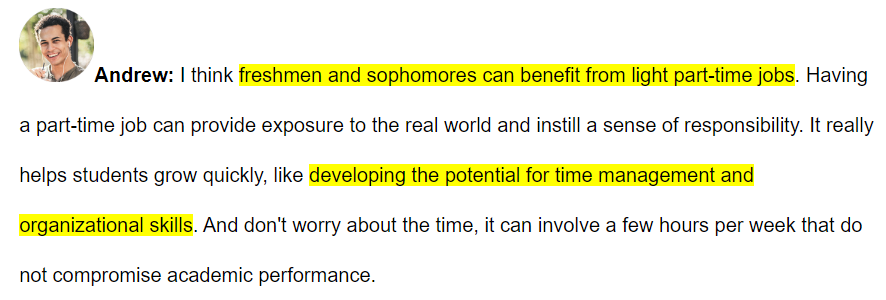 Andrew: I think freshmen and sophomores can benefit from light part-time jobs. Having
a part-time job can provide exposure to the real world and instill a sense of responsibility. It really
helps students grow quickly, like developing the potential for time management and
organizational skills. And don't worry about the time, it can involve a few hours per week that do
not compromise academic performance.